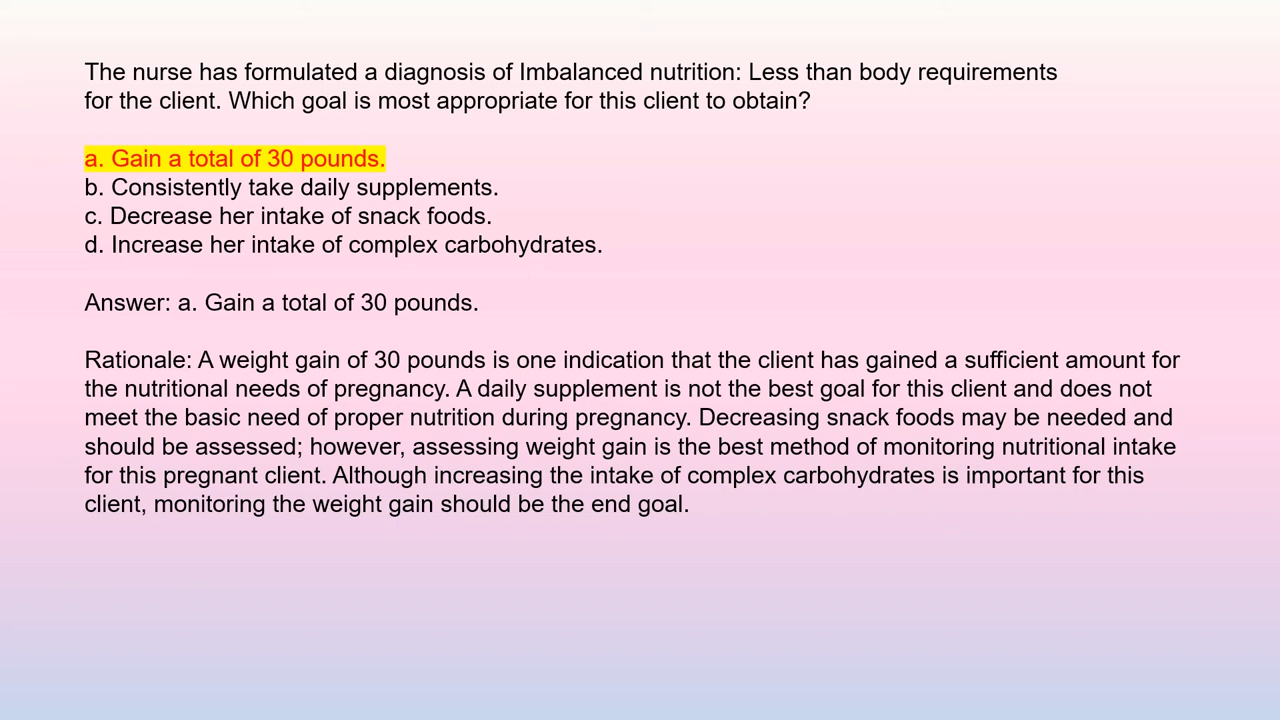 The nurse has formulated a diagnosis of Imbalanced nutrition: Less than body requirements
for the client. Which goal is most appropriate for this client to obtain?
a. Gain a total of 30 pounds.
b. Consistently take daily supplements.
c. Decrease her intake of snack foods.
d. Increase her intake of complex carbohydrates.
Answer: a. Gain a total of 30 pounds.
Rationale: A weight gain of 30 pounds is one indication that the client has gained a sufficient amount for
the nutritional needs of pregnancy. A daily supplement is not the best goal for this client and does not
meet the basic need of proper nutrition during pregnancy. Decreasing snack foods may be needed and
should be assessed; however, assessing weight gain is the best method of monitoring nutritional intake
for this pregnant client. Although increasing the intake of complex carbohydrates is important for this
client, monitoring the weight gain should be the end goal.